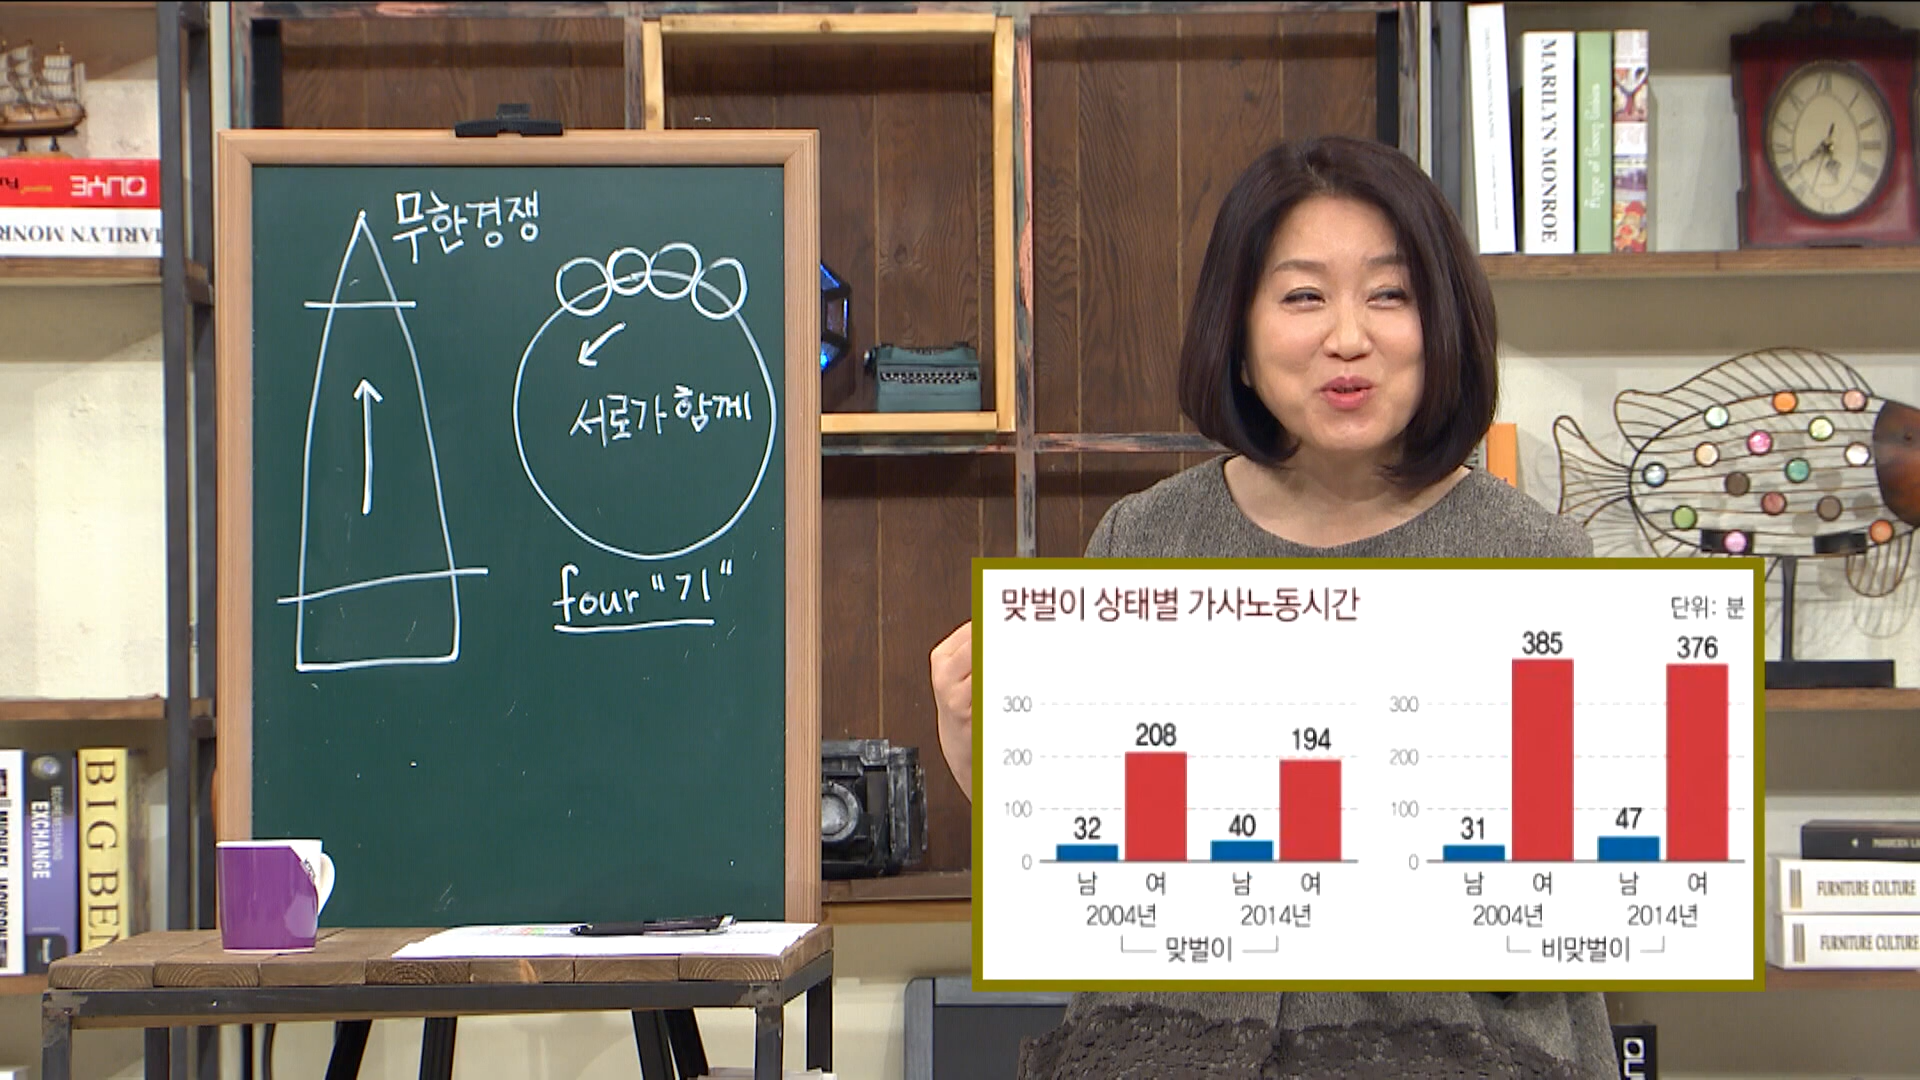 무한경쟁
서로가 함께
four "기"
맞벌이 상태별 가사노동시간
단위: 분
300
200
100
0
32
208
40
194
남
여
남
여
2004년
2014년
맞벌이
300
200
100
0
31
385
47
376
남
여
남
여
2004년
2014년
비맞벌이
OLIVE
MARILYN MONROE
MARILYN MONROE
EXCHANGE
BIG BEN
FURNITURE CULTURE
FURNITURE CULTURE